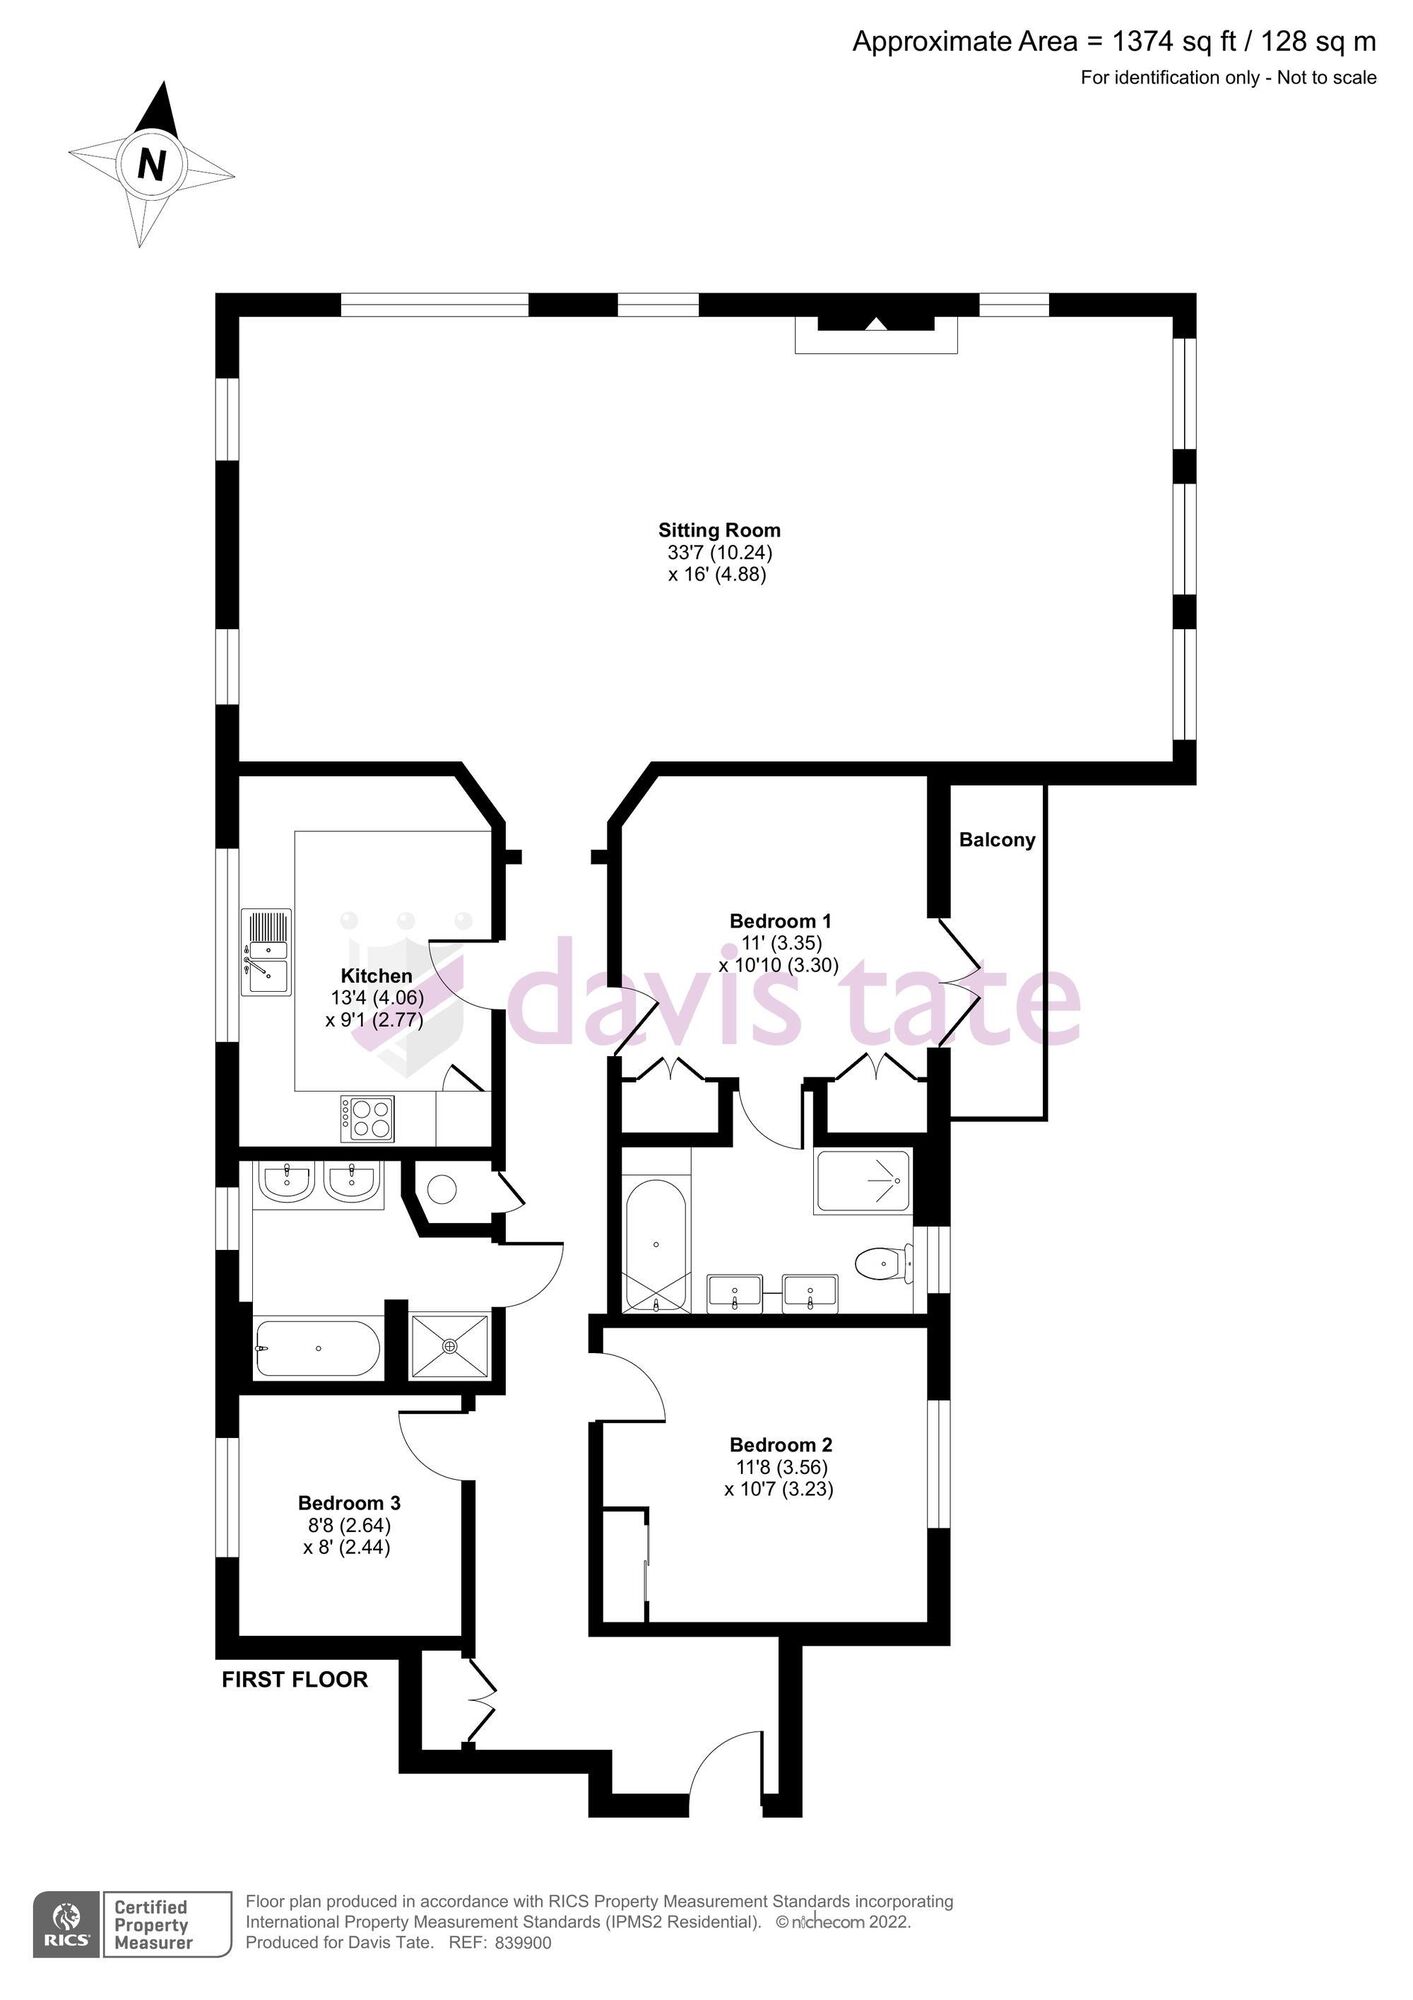 Approximate Area = 1374 sq ft / 128 sq m
For identification only - Not to scale
N
Sitting Room
33'7 (10.24)
x 16' (4.88)
Balcony
Bedroom 1
11' (3.35)
x 10'10 (3.30)
Kitchen
13'4 (4.06)
x 9'1 (2.77)
davis tate
Bedroom 2
11'8 (3.56)
x 10'7 (3.23)
Bedroom 3
8'8 (2.64)
x 8' (2.44)
FIRST FLOOR
RICS
Certified
Property
Measurer
Floor plan produced in accordance with RICS Property Measurement Standards incorporating
International Property Measurement Standards (IPMS2 Residential). © nichecom 2022.
Produced for Davis Tate. REF: 839900